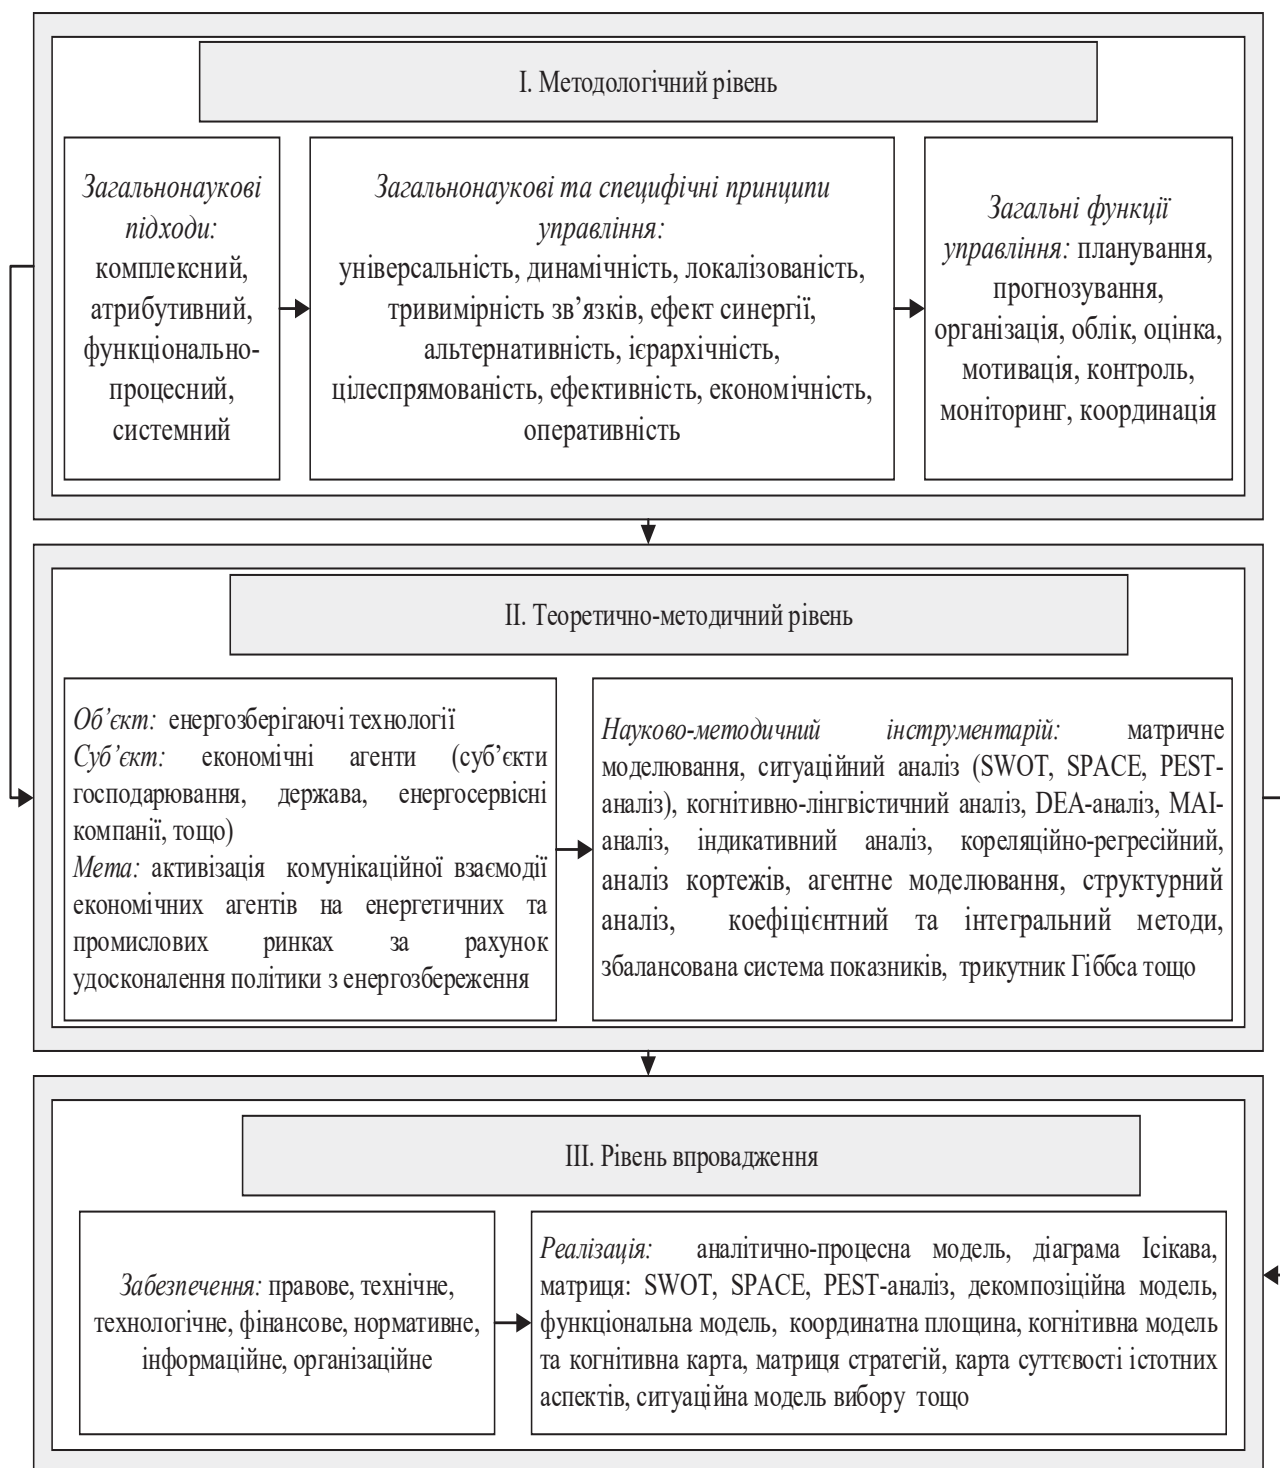 І. Методологічний рівень
Загальнонаукові
підходи:
комплексний,
атрибутивний,
функціонально-
процесний,
системний
Загальнонаукові та специфічні принципи
управління:
універсальність, динамічність, локалізованість,
тривимірність зв’язків, ефект синергії,
альтернативність, ієрархічність,
цілеспрямованість, ефективність, економічність,
оперативність
Загальні функції
управління: планування,
прогнозування,
організація, облік, оцінка,
мотивація, контроль,
моніторинг, координація
ІІ. Теоретично-методичний рівень
Об’єкт: енергозберігаючі технології
Суб’єкт: економічні агенти (суб’єкти
господарювання, держава, енергосервісні
компанії, тощо)
Мета: активізація комунікаційної взаємодії
економічних агентів на енергетичних та
промислових ринках за рахунок
удосконалення політики з енергозбереження
Науково-методичний інструментарій: матричне
моделювання, ситуаційний аналіз (SWOT, SPACE, PEST-
аналіз), когнітивно-лінгвістичний аналіз, DEA-аналіз, MAI-
аналіз, індикативний аналіз, кореляційно-регресійний,
аналіз кортежів, агентне моделювання, структурний
аналіз, коефіцієнтний та інтегральний методи,
збалансована система показників, трикутник Гіббса тощо
ІІІ. Рівень впровадження
Забезпечення: правове, технічне,
технологічне, фінансове, нормативне,
інформаційне, організаційне
Реалізація: аналітично-процесна модель, діаграма Ісікава,
матриця: SWOT, SPACE, PEST-аналіз, декомпозіційна модель,
функціональна модель, координатна площина, когнітивна модель
та когнітивна карта, матриця стратегій, карта суттєвості істотних
аспектів, ситуаційна модель вибору тощо